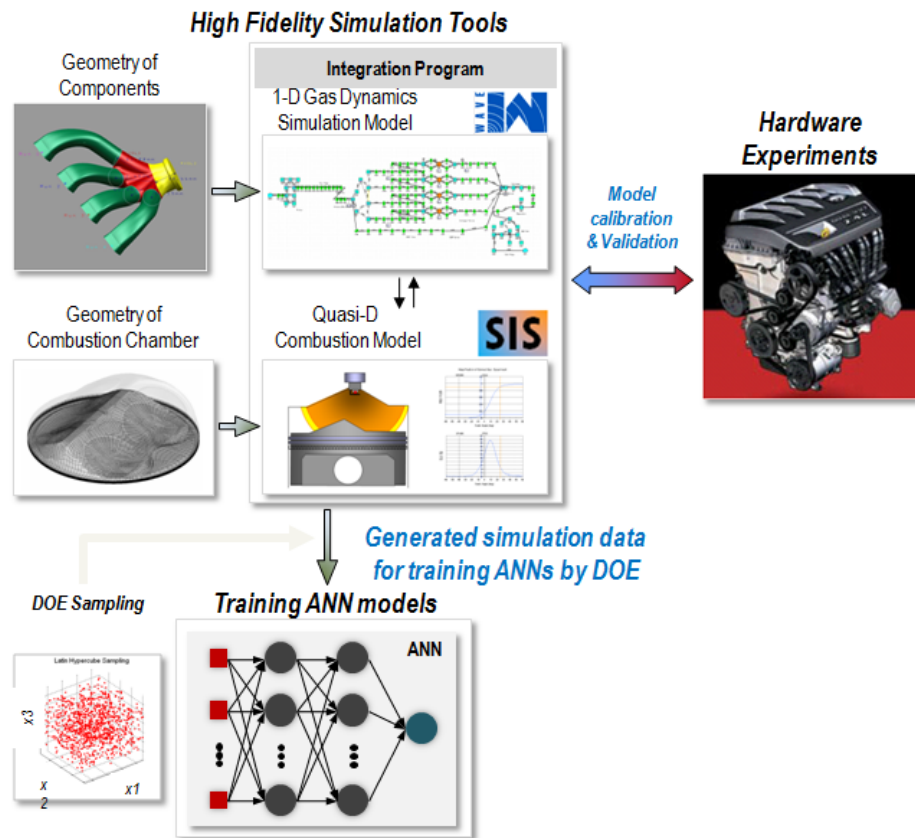 High Fidelity Simulation Tools
Geometry of
Components
Integration Program
1-D Gas Dynamics
Simulation Model
WAVE
Hardware
Experiments
Model
calibration
& Validation
Geometry of
Combustion Chamber
Quasi-D
Combustion Model
SIS
Generated simulation data
for training ANNs by DOE
DOE Sampling
Training ANN models
ANN
Latin Hypercube Sampling
x3
x
2
x1